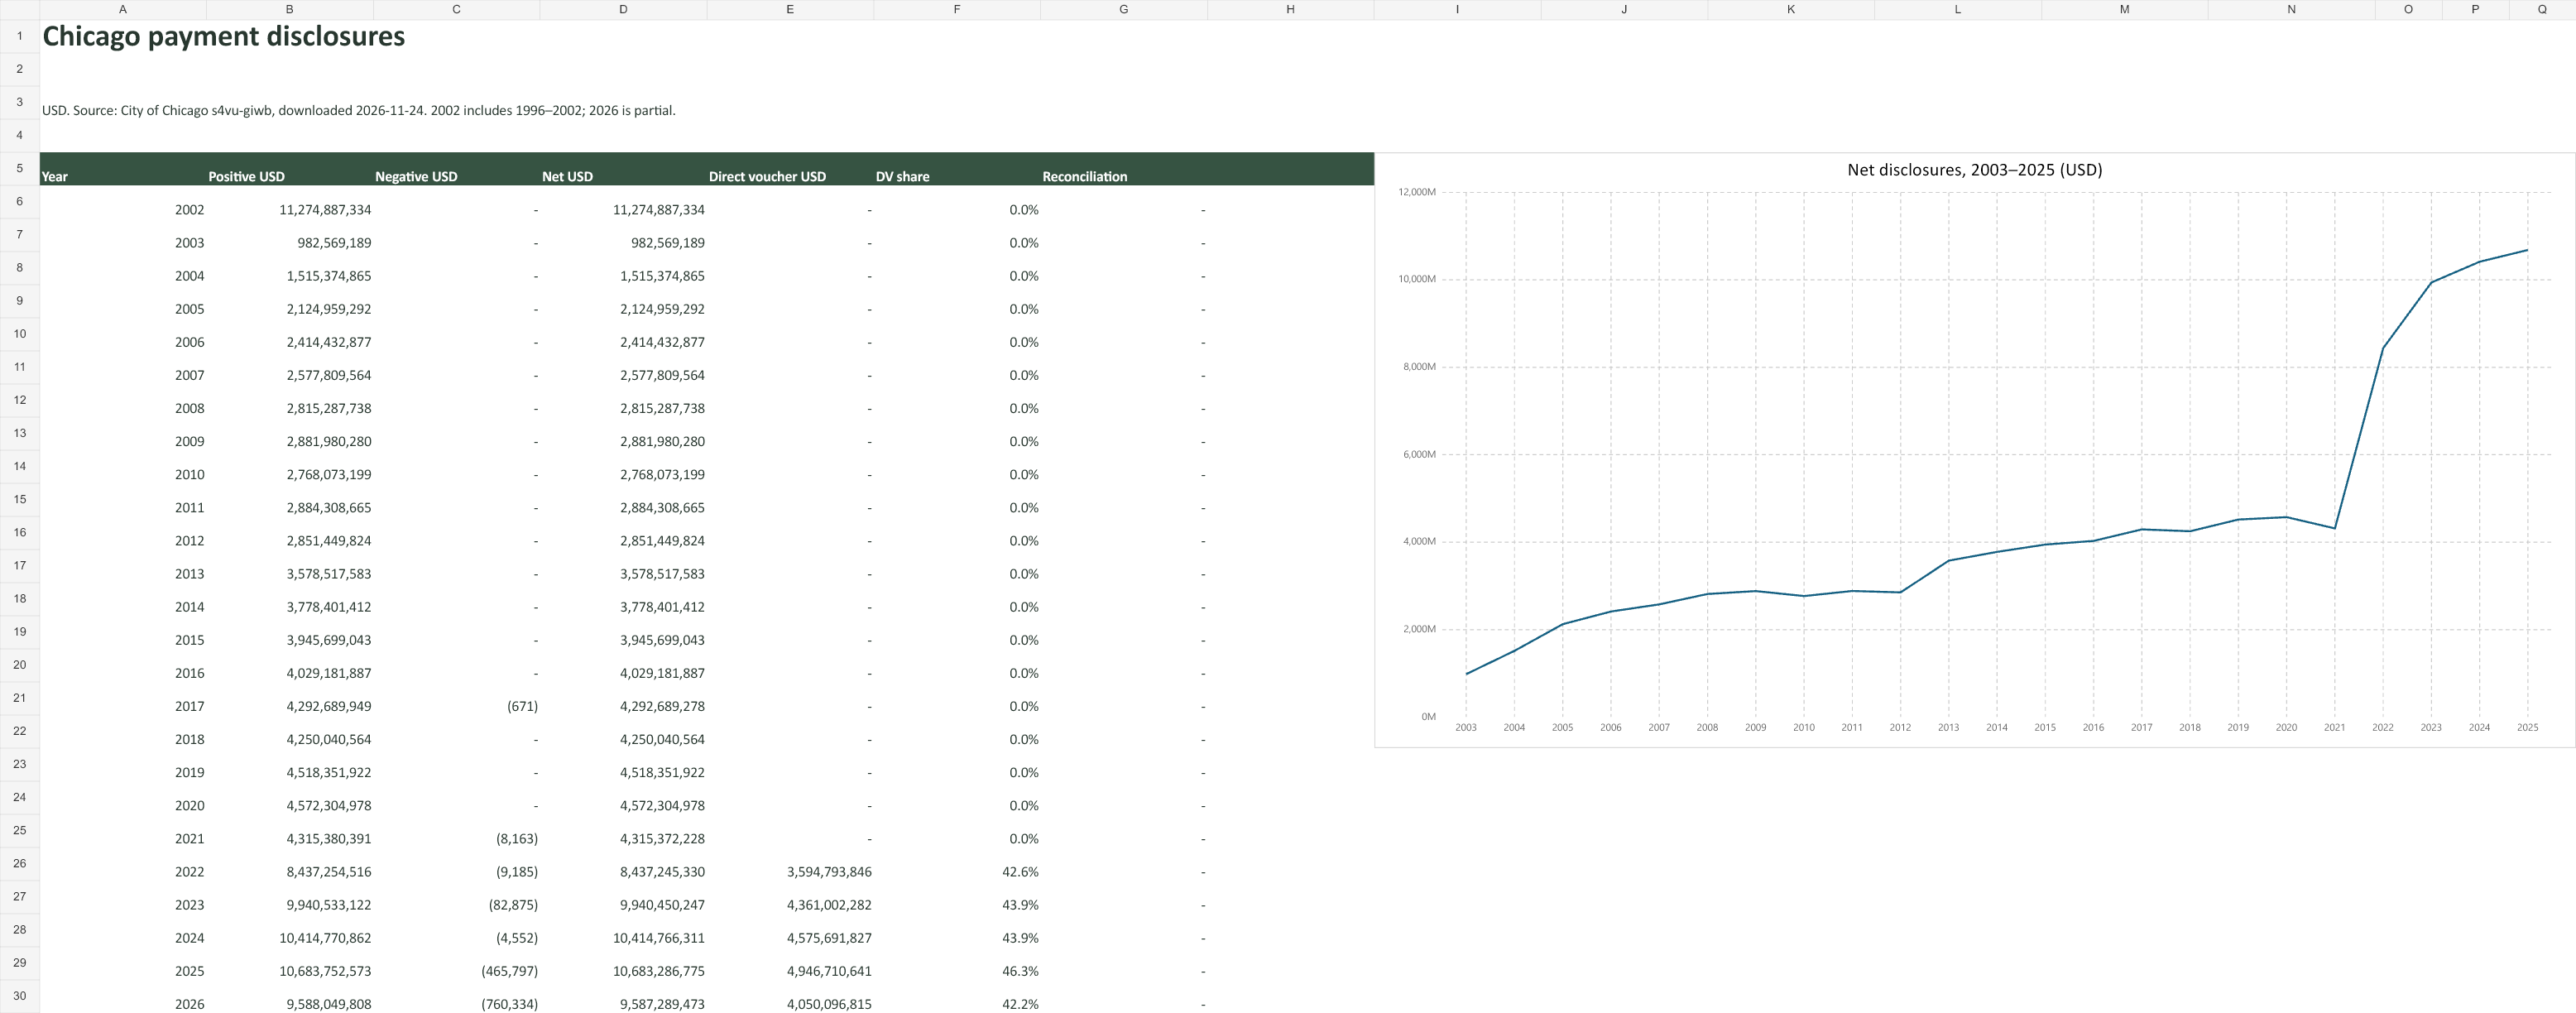 A B C D E F G H I J K L M N O P Q
1 Chicago payment disclosures
2
3 USD. Source: City of Chicago s4vu-giwb, downloaded 2026-11-24. 2002 includes 1996–2002; 2026 is partial.
4
5 Year Positive USD Negative USD Net USD Direct voucher USD DV share Reconciliation
6 2002 11,274,887,334 - 11,274,887,334 - 0.0% -
7 2003 982,569,189 - 982,569,189 - 0.0% -
8 2004 1,515,374,865 - 1,515,374,865 - 0.0% -
9 2005 2,124,959,292 - 2,124,959,292 - 0.0% -
10 2006 2,414,432,877 - 2,414,432,877 - 0.0% -
11 2007 2,577,809,564 - 2,577,809,564 - 0.0% -
12 2008 2,815,287,738 - 2,815,287,738 - 0.0% -
13 2009 2,881,980,280 - 2,881,980,280 - 0.0% -
14 2010 2,768,073,199 - 2,768,073,199 - 0.0% -
15 2011 2,884,308,665 - 2,884,308,665 - 0.0% -
16 2012 2,851,449,824 - 2,851,449,824 - 0.0% -
17 2013 3,578,517,583 - 3,578,517,583 - 0.0% -
18 2014 3,778,401,412 - 3,778,401,412 - 0.0% -
19 2015 3,945,699,043 - 3,945,699,043 - 0.0% -
20 2016 4,029,181,887 - 4,029,181,887 - 0.0% -
21 2017 4,292,689,949 (671) 4,292,689,278 - 0.0% -
22 2018 4,250,040,564 - 4,250,040,564 - 0.0% -
23 2019 4,518,351,922 - 4,518,351,922 - 0.0% -
24 2020 4,572,304,978 - 4,572,304,978 - 0.0% -
25 2021 4,315,380,391 (8,163) 4,315,372,228 - 0.0% -
26 2022 8,437,254,516 (9,185) 8,437,245,330 3,594,793,846 42.6% -
27 2023 9,940,533,122 (82,875) 9,940,450,247 4,361,002,282 43.9% -
28 2024 10,414,770,862 (4,552) 10,414,766,311 4,575,691,827 43.9% -
29 2025 10,683,752,573 (465,797) 10,683,286,775 4,946,710,641 46.3% -
30 2026 9,588,049,808 (760,334) 9,587,289,473 4,050,096,815 42.2% -
Net disclosures, 2003–2025 (USD)
12,000M
10,000M
8,000M
6,000M
4,000M
2,000M
0M
2003 2004 2005 2006 2007 2008 2009 2010 2011 2012 2013 2014 2015 2016 2017 2018 2019 2020 2021 2022 2023 2024 2025